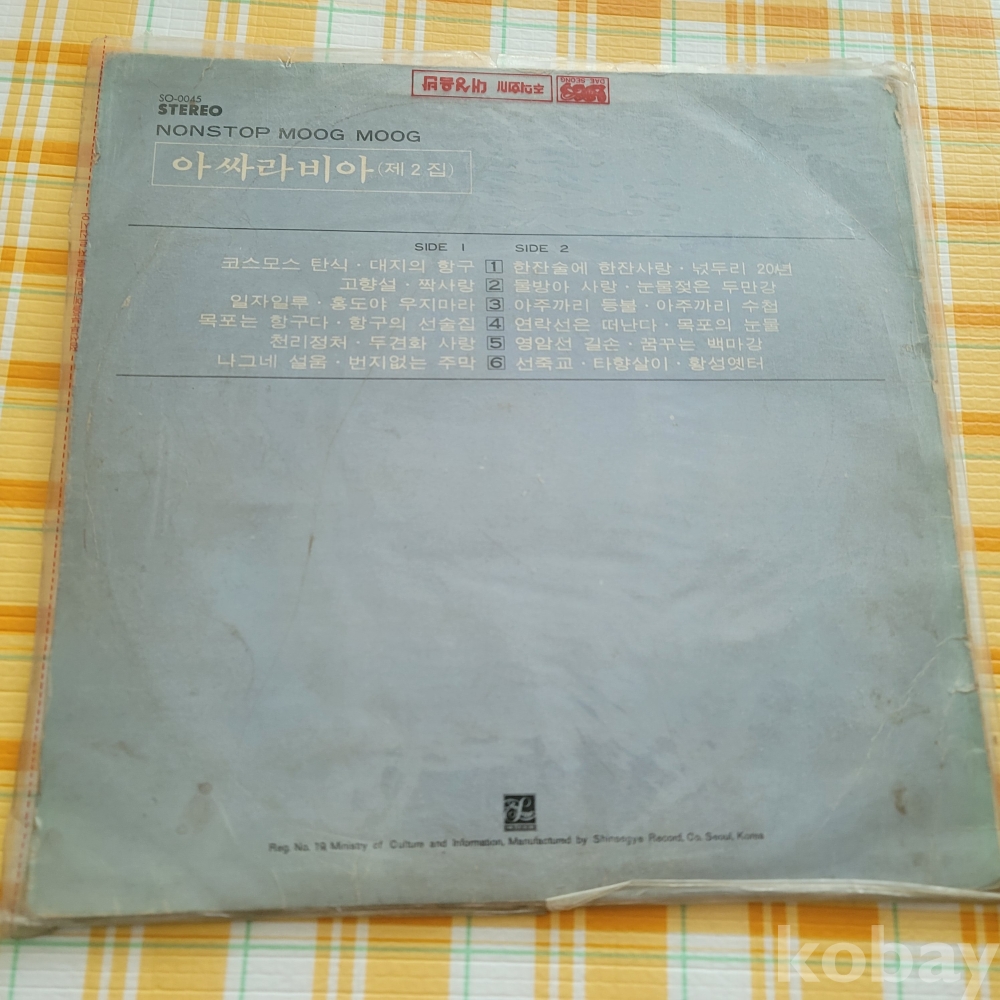 SO-0045
STEREO
NONSTOP MOOG MOOG
아싸라비아 (제2집)
SIDE 1 SIDE 2
코스모스 탄식 · 대지의 항구 1 한잔술에 한잔사랑 · 넋두리 20년
고향설 · 짝사랑 2 물방아 사랑 · 눈물젖은 두만강
일자일루 · 홍도야 우지마라 3 아주까리 등불 · 아주까리 수첩
목포는 항구다 · 항구의 선술집 4 연락선은 떠난다 · 목포의 눈물
천리정처 · 두견화 사랑 5 영암선 길손 · 꿈꾸는 백마강
나그네 설움 · 번지없는 주막 6 선죽교 · 타향살이 · 황성옛터
Reg. No. 19 Ministry of Culture and Information, Manufactured by Shinsongye Record, Co. Seoul, Korea
DAE SEONG
kobay